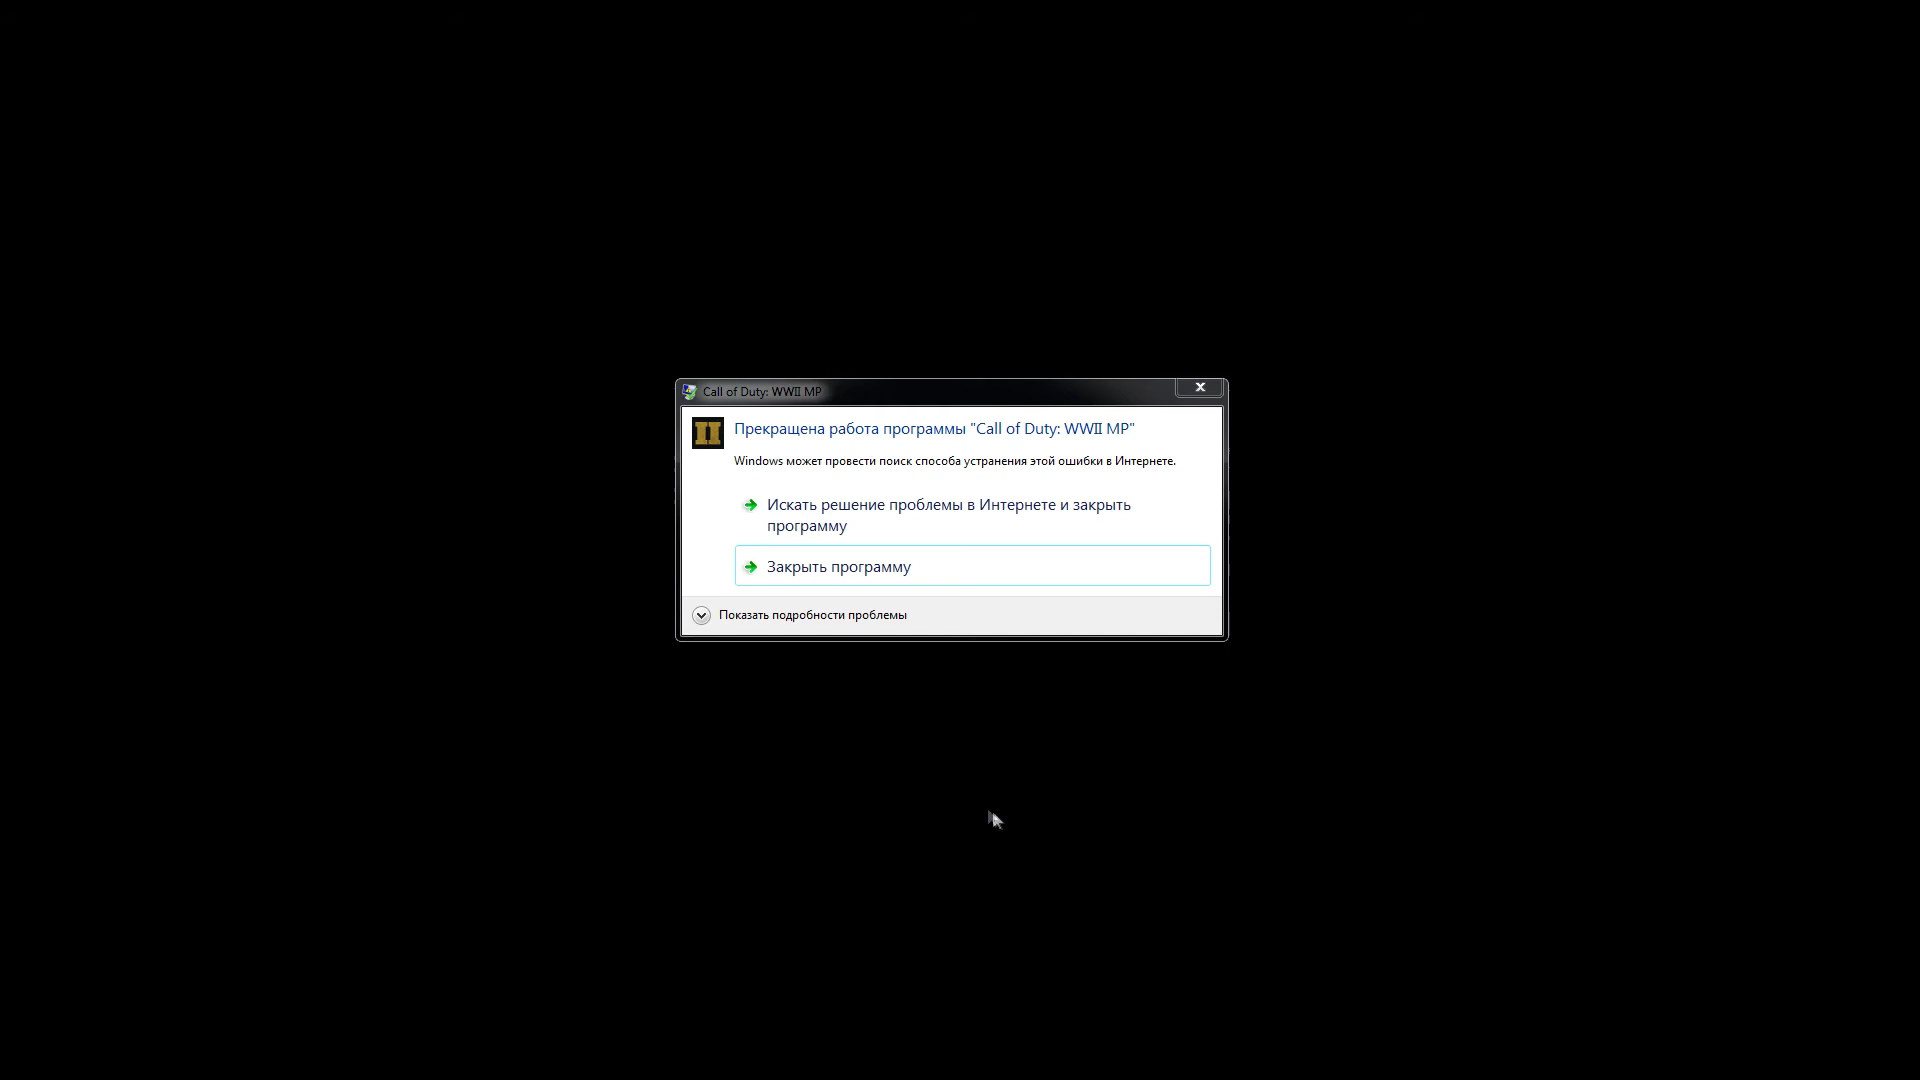 Call of Duty: WWII MP
Прекращена работа программы "Call of Duty: WWII MP"
Windows может провести поиск способа устранения этой ошибки в Интернете.
Искать решение проблемы в Интернете и закрыть
программу
Закрыть программу
Показать подробности проблемы